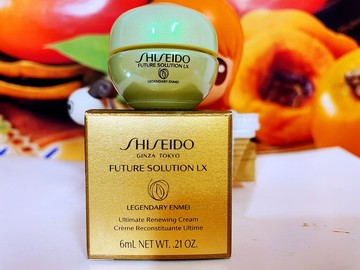 SHISEIDO
FUTURE SOLUTION LX
LEGENDARY ENMEI
SHISEIDO
GINZA TOKYO
FUTURE SOLUTION LX
LEGENDARY ENMEI
Ultimate Renewing Cream
Crème Reconstituante Ultime
6mL NET WT. .21 OZ.